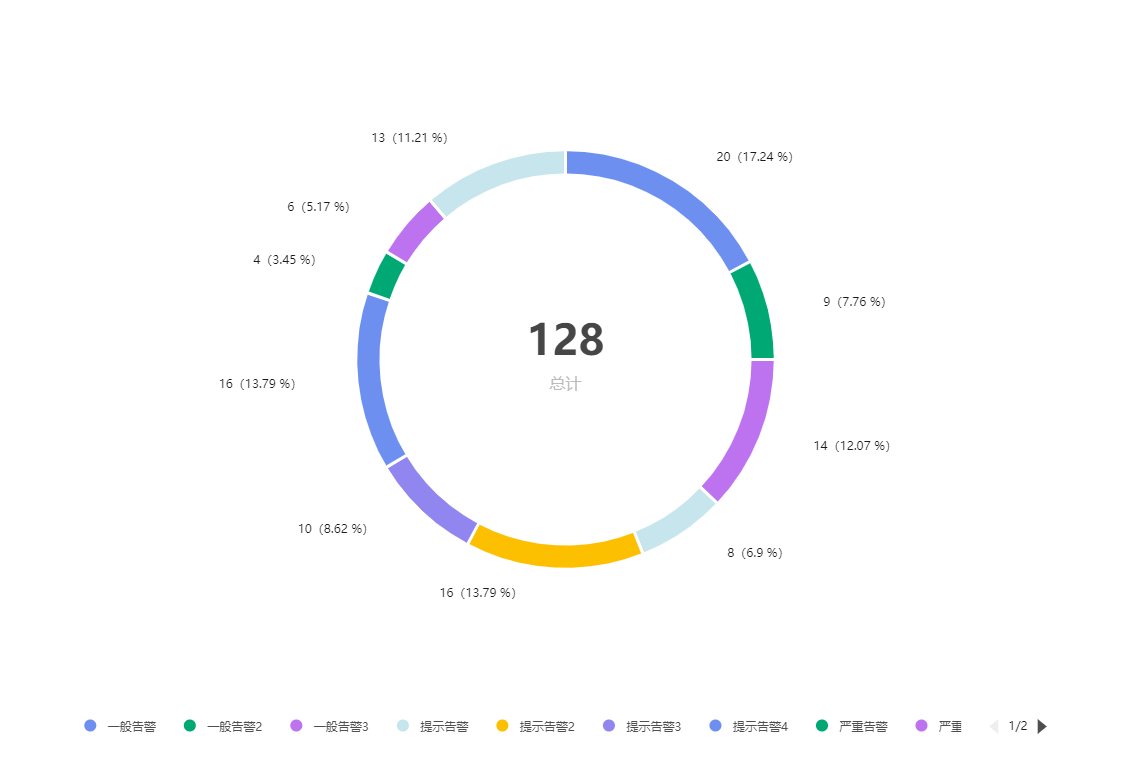 13 (11.21 %)
20 (17.24 %)
6 (5.17 %)
4 (3.45 %)
9 (7.76 %)
128
总计
16 (13.79 %)
14 (12.07 %)
10 (8.62 %)
8 (6.9 %)
16 (13.79 %)
一般告警 一般告警2 一般告警3 提示告警 提示告警2 提示告警3 提示告警4 严重告警 严重 1/2